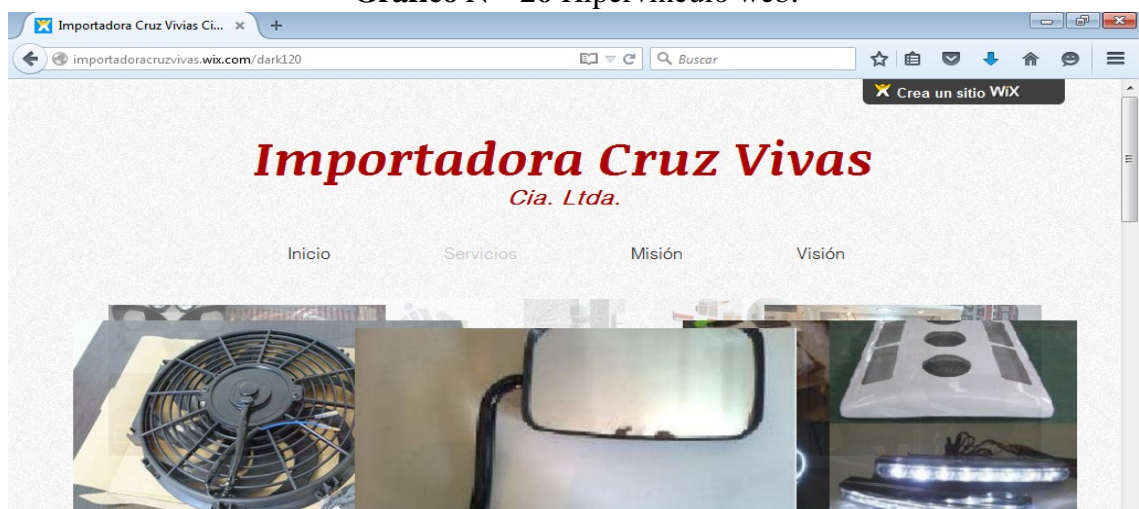 Importadora Cruz Vivias Ci... × +
importadoracruzvivas.wix.com/dark120 Buscar
Crea un sitio WiX
Importadora Cruz Vivas
Cia. Ltda.
Inicio Servicios Misión Visión